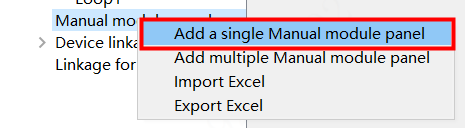 Loop1
Manual mod
Device linka
Linkage for
Add a single Manual module panel
Add multiple Manual module panel
Import Excel
Export Excel